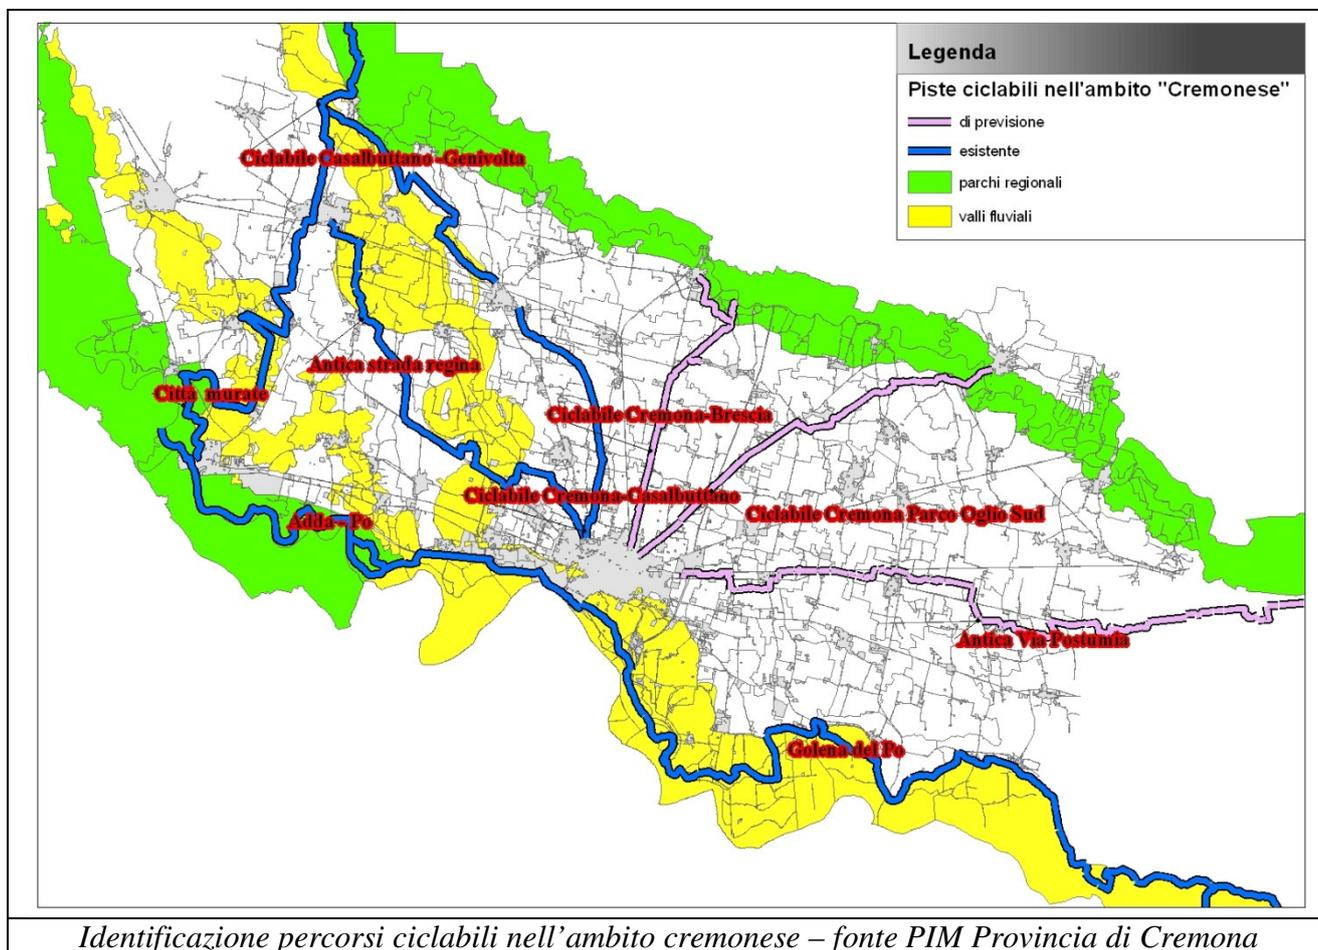 Legenda
Piste ciclabili nell'ambito "Cremonese"
di previsione
esistente
parchi regionali
valli fluviali
Ciclabile Casalbuttano -Genivolta
Antica strada regina
Città murate
Ciclabile Cremona-Brescia
Ciclabile Cremona-Casalbuttano
Ciclabile Cremona Parco Oglio Sud
Adda - Po
Antica Via Postumia
Golena del Po
Identificazione percorsi ciclabili nell’ambito cremonese – fonte PIM Provincia di Cremona